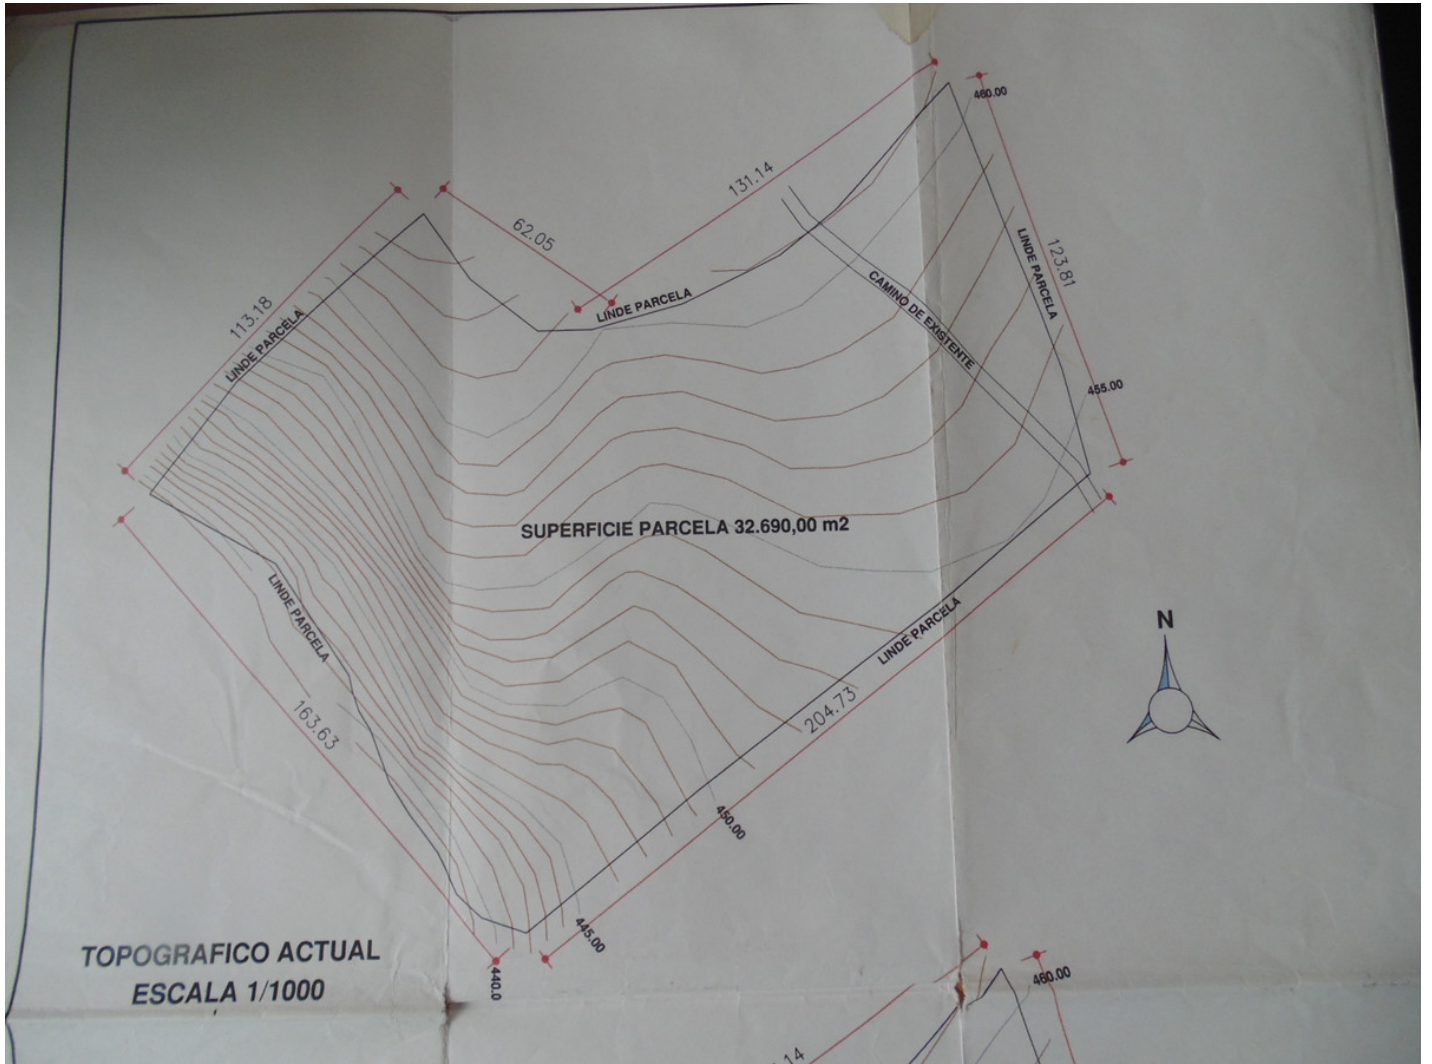 460.00
131.14
62.05
LINDE PARCELA
123.81
CAMINO DE EXISTENTE
LINDE PARCELA
113.18
LINDE PARCELA
455.00
SUPERFICIE PARCELA 32.690,00 m2
LINDE PARCELA
LINDE PARCELA
N
204.73
163.63
450.00
445.00
440.0
TOPOGRAFICO ACTUAL
ESCALA 1/1000
460.00
.14